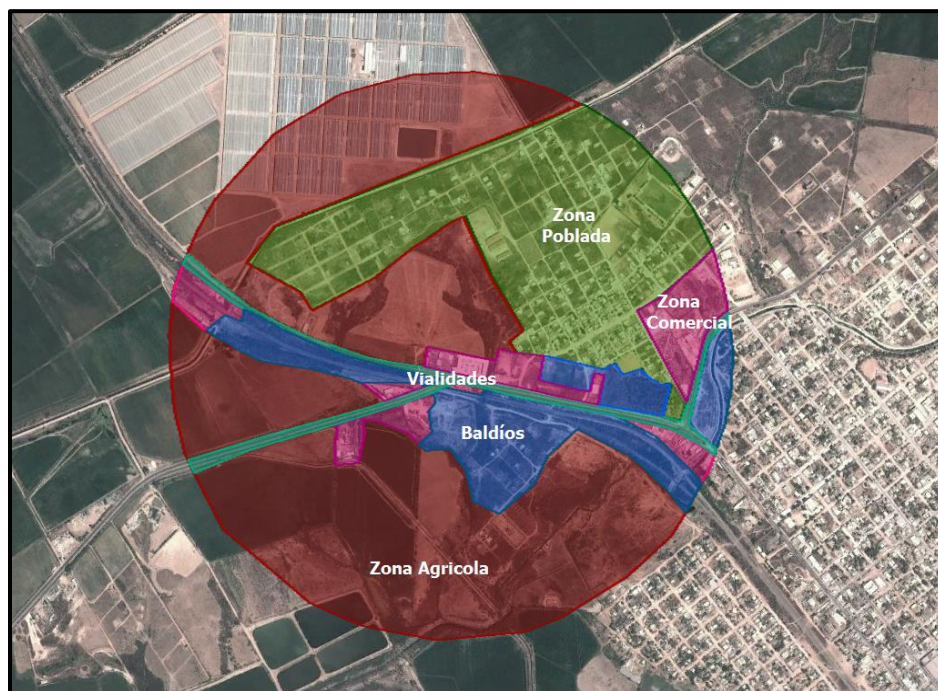 Zona
Poblada
Zona
Comercial
Vialidades
Baldíos
Zona Agricola